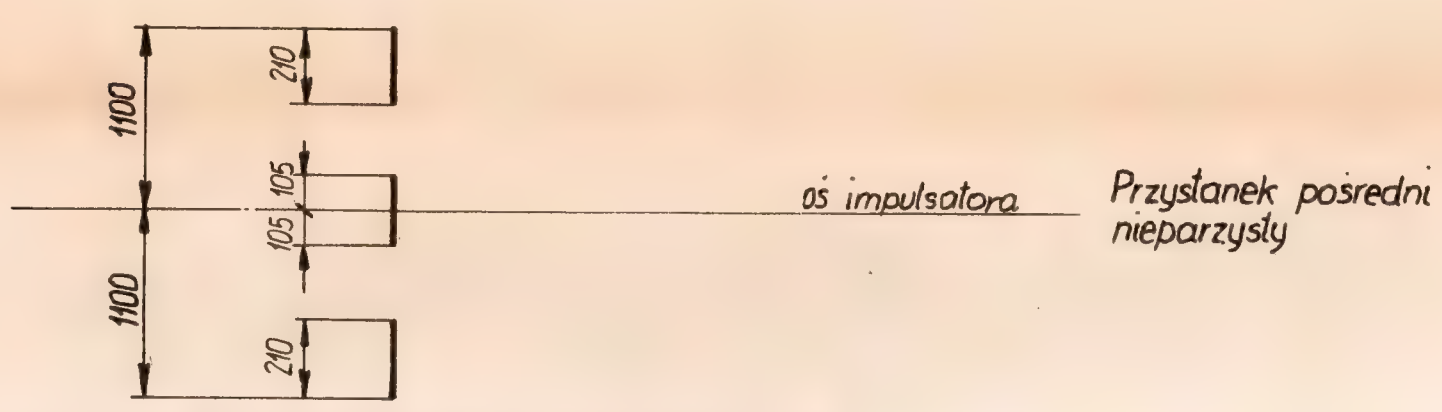 1100
210
105
105
1100
210
oś impulsatora
Przystanek pośredni
nieparzysty